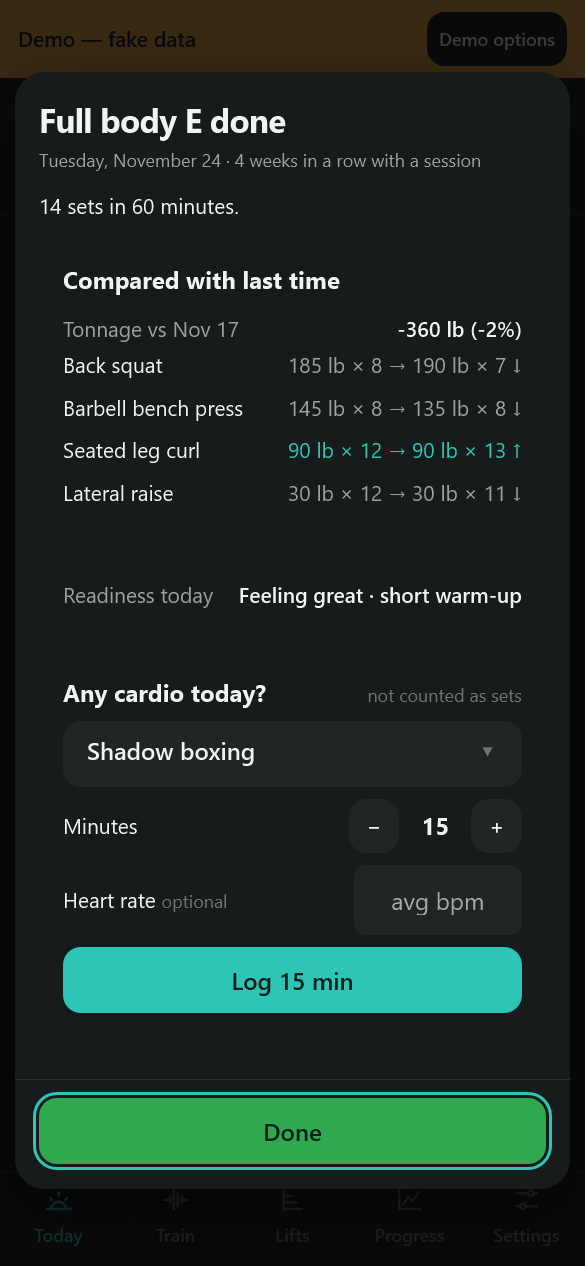 Demo — fake data
Demo options
Full body E done
Tuesday, November 24 · 4 weeks in a row with a session
14 sets in 60 minutes.
Compared with last time
Tonnage vs Nov 17 -360 lb (-2%)
Back squat 185 lb × 8 → 190 lb × 7 ↓
Barbell bench press 145 lb × 8 → 135 lb × 8 ↓
Seated leg curl 90 lb × 12 → 90 lb × 13 ↑
Lateral raise 30 lb × 12 → 30 lb × 11 ↓
Readiness today Feeling great · short warm-up
Any cardio today? not counted as sets
Shadow boxing ▼
Minutes − 15 +
Heart rate optional avg bpm
Log 15 min
Done
Today Train Lifts Progress Settings